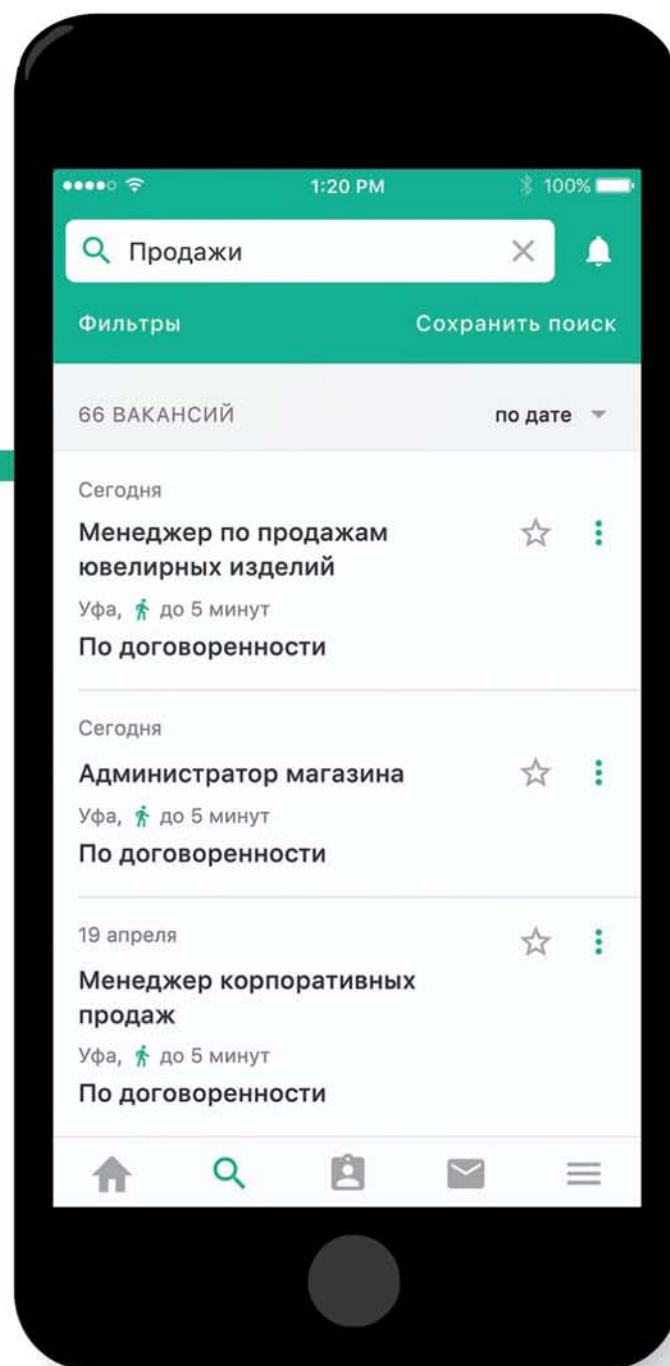 1:20 PM 100%
Продажи
Фильтры Сохранить поиск
66 ВАКАНСИЙ по дате
Сегодня
Менеджер по продажам
ювелирных изделий
Уфа, до 5 минут
По договоренности
Сегодня
Администратор магазина
Уфа, до 5 минут
По договоренности
19 апреля
Менеджер корпоративных
продаж
Уфа, до 5 минут
По договоренности